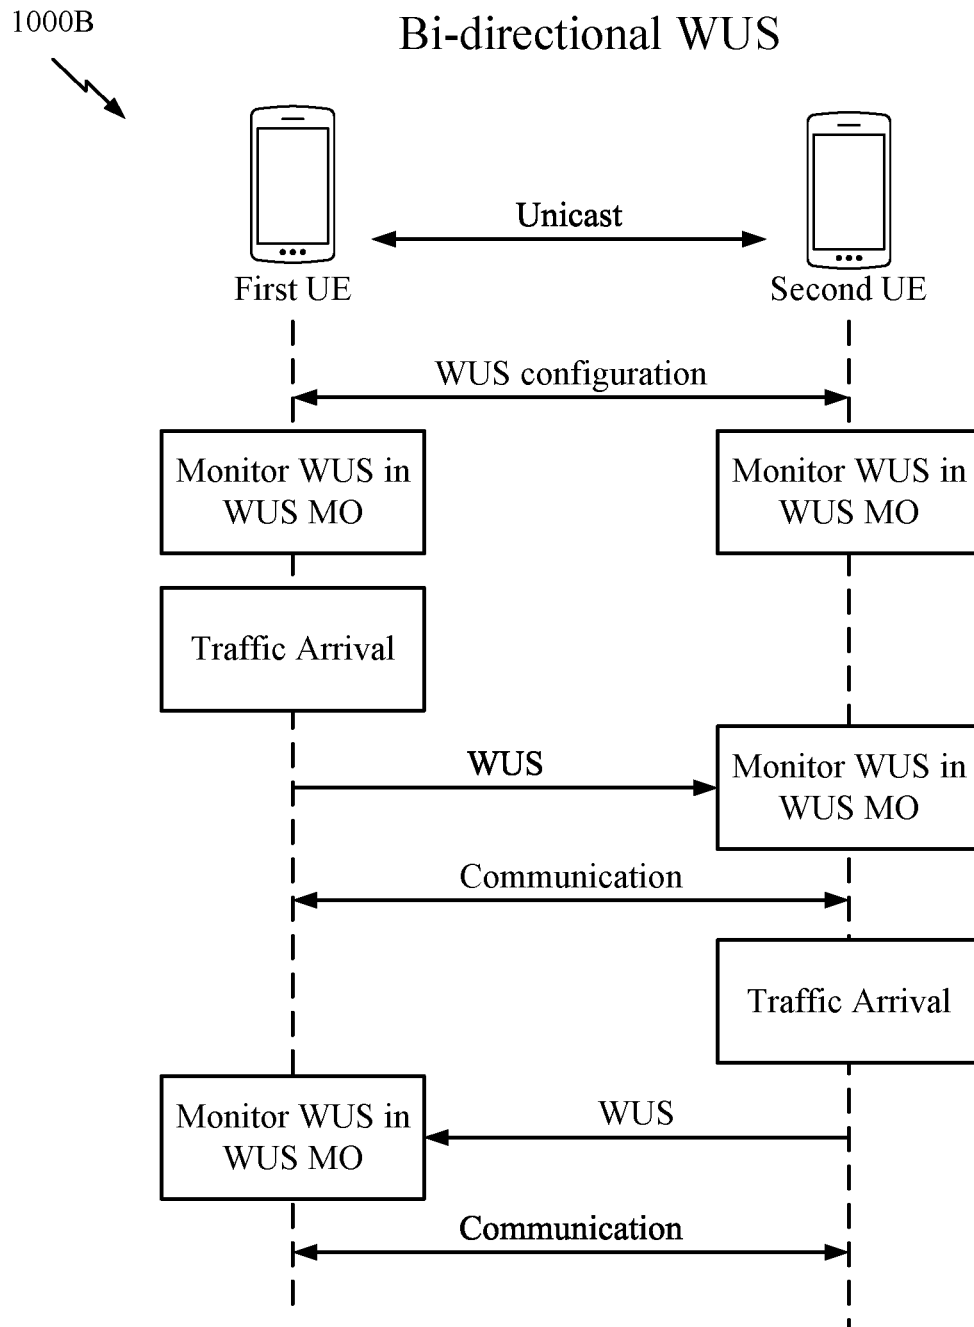 1000B
Bi-directional WUS
Unicast
First UE
Second UE
WUS configuration
Monitor WUS in
WUS MO
Monitor WUS in
WUS MO
Traffic Arrival
WUS
Monitor WUS in
WUS MO
Communication
Traffic Arrival
Monitor WUS in
WUS MO
WUS
Communication